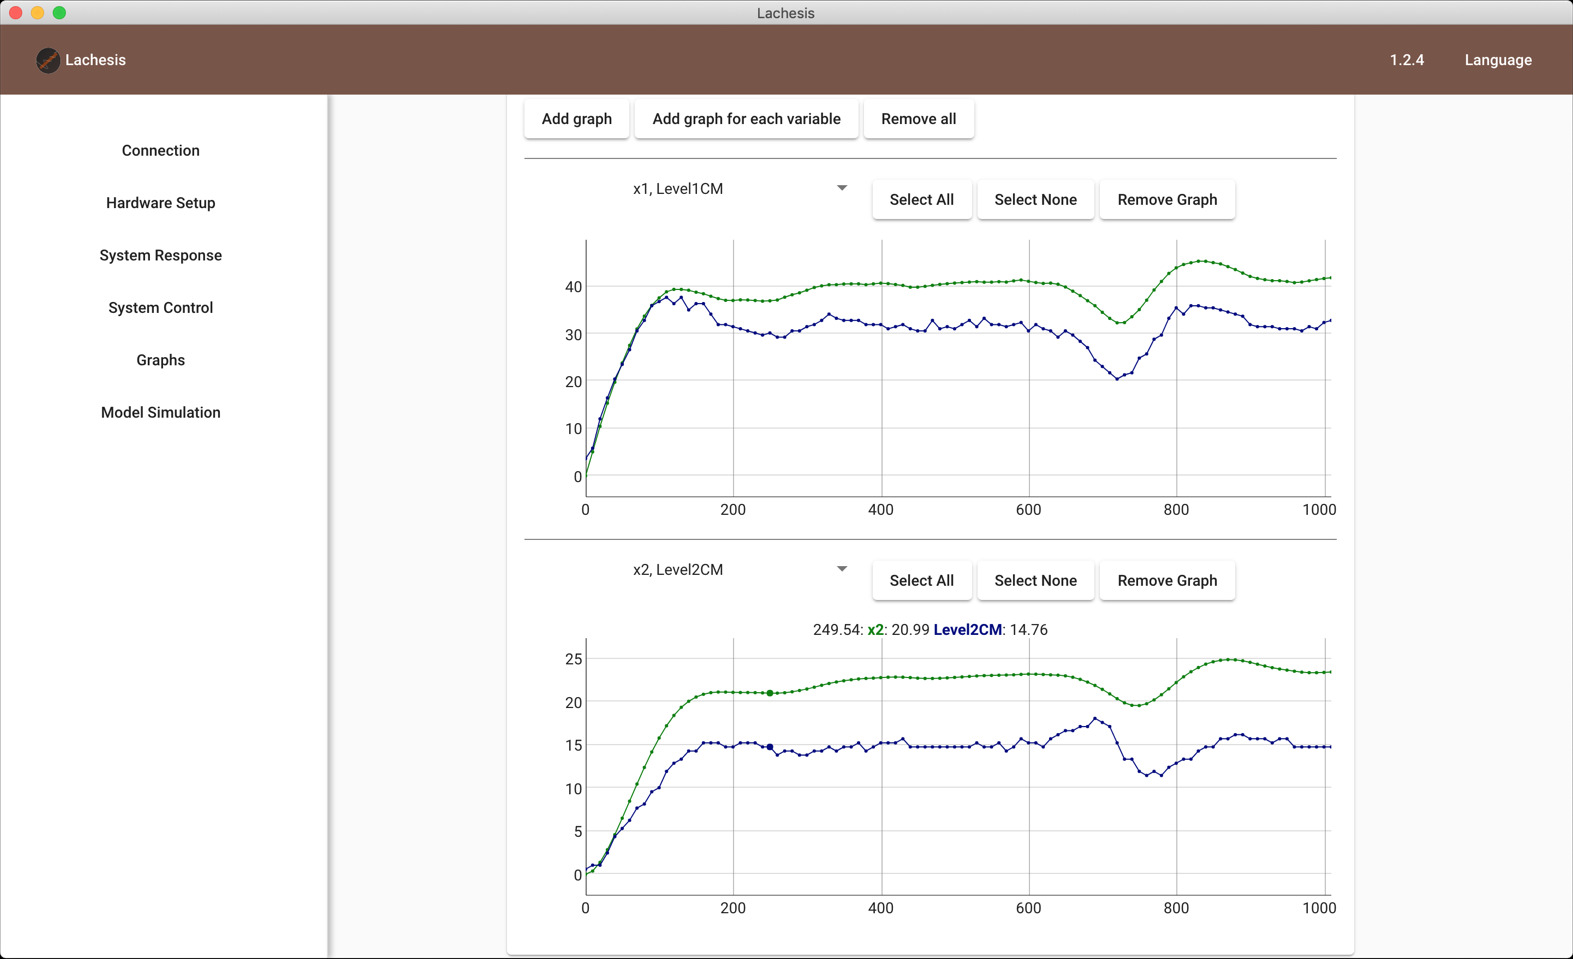 Lachesis
Lachesis 1.2.4 Language
Connection
Hardware Setup
System Response
System Control
Graphs
Model Simulation
Add graph Add graph for each variable Remove all
x1, Level1CM Select All Select None Remove Graph
40
30
20
10
0
0 200 400 600 800 1000
x2, Level2CM Select All Select None Remove Graph
249.54: x2: 20.99 Level2CM: 14.76
25
20
15
10
5
0
0 200 400 600 800 1000